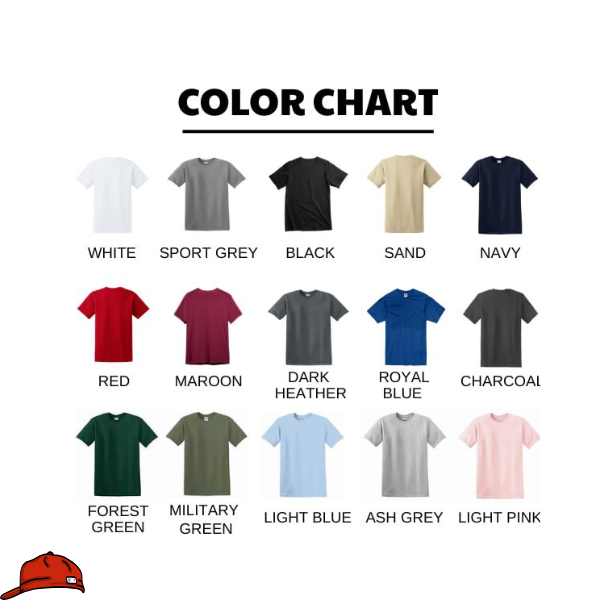 COLOR CHART
WHITE
SPORT GREY
BLACK
SAND
NAVY
RED
MAROON
DARK
HEATHER
ROYAL
BLUE
CHARCOAL
FOREST
GREEN
MILITARY
GREEN
LIGHT BLUE
ASH GREY
LIGHT PINK